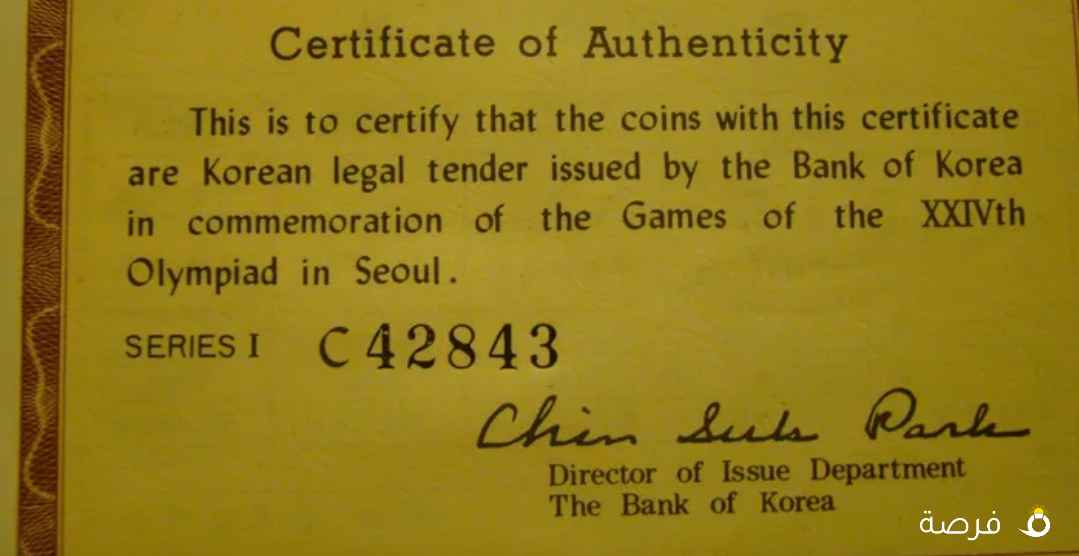 Certificate of Authenticity
This is to certify that the coins with this certificate
are Korean legal tender issued by the Bank of Korea
in commemoration of the Games of the XXIVth
Olympiad in Seoul.
SERIES I C42843
Chin Suk Park
Director of Issue Department
The Bank of Korea
فرصة